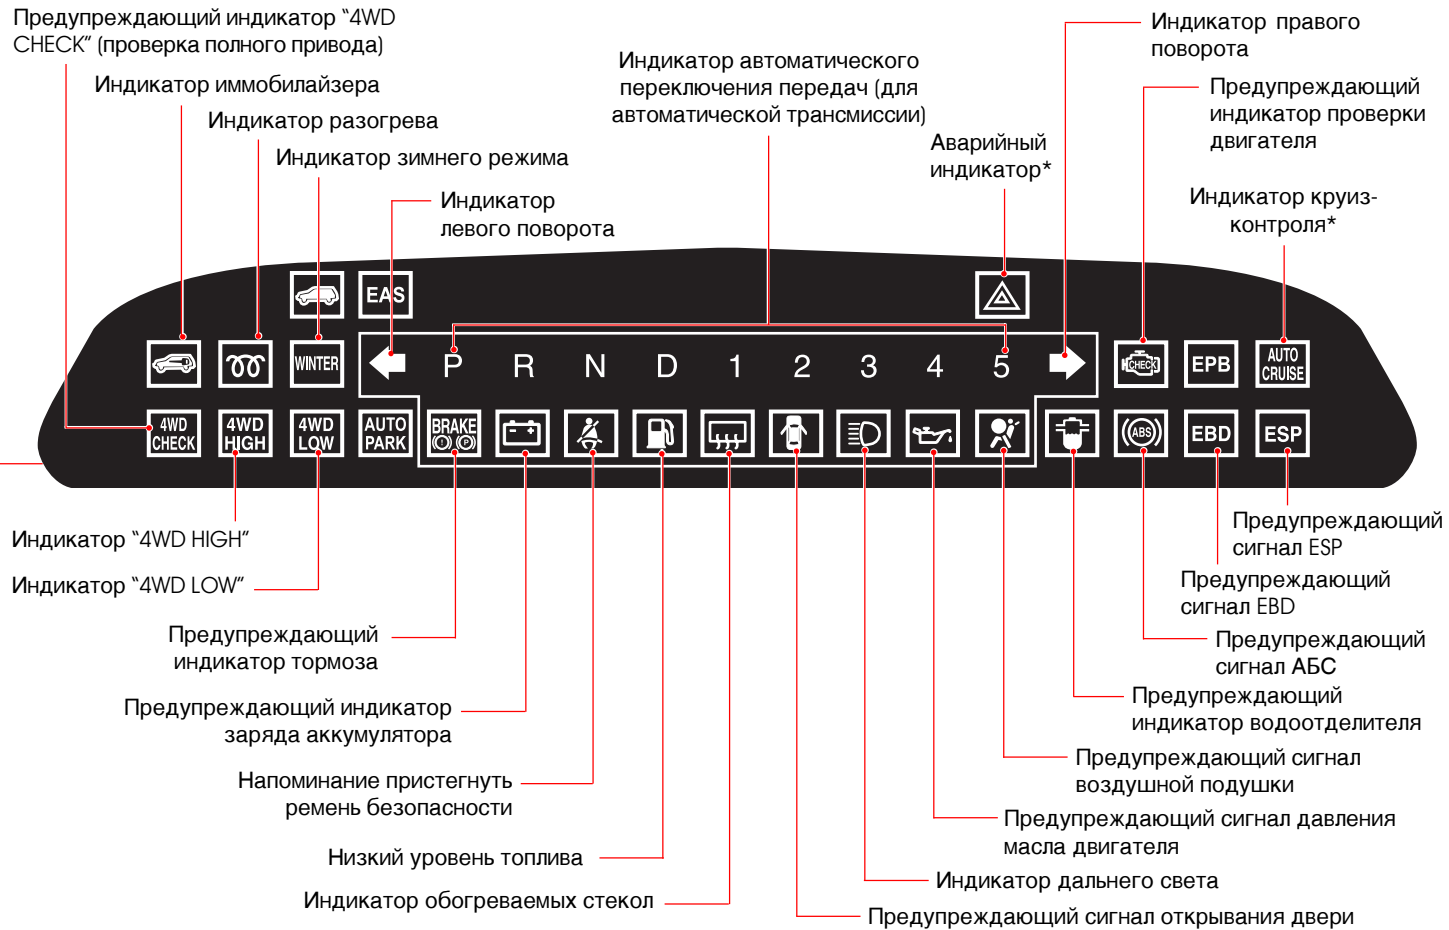 Предупреждающий индикатор “4WD
CHECK” (проверка полного привода)
Индикатор иммобилайзера
Индикатор разогрева
Индикатор зимнего режима
Индикатор
левого поворота
Индикатор автоматического
переключения передач (для
автоматической трансмиссии)
Аварийный
индикатор*
Индикатор правого
поворота
Предупреждающий
индикатор проверки
двигателя
Индикатор круиз-
контроля*
EAS
WINTER
P R N D 1 2 3 4 5
CHECK
EPB
AUTO
CRUISE
4WD
CHECK
4WD
HIGH
4WD
LOW
AUTO
PARK
BRAKE
(!) (P)
(ABS)
EBD
ESP
Индикатор “4WD HIGH”
Индикатор “4WD LOW”
Предупреждающий
индикатор тормоза
Предупреждающий индикатор
заряда аккумулятора
Напоминание пристегнуть
ремень безопасности
Низкий уровень топлива
Индикатор обогреваемых стекол
Предупреждающий
сигнал ESP
Предупреждающий
сигнал EBD
Предупреждающий
сигнал АБС
Предупреждающий
индикатор водоотделителя
Предупреждающий сигнал
воздушной подушки
Предупреждающий сигнал давления
масла двигателя
Индикатор дальнего света
Предупреждающий сигнал открывания двери